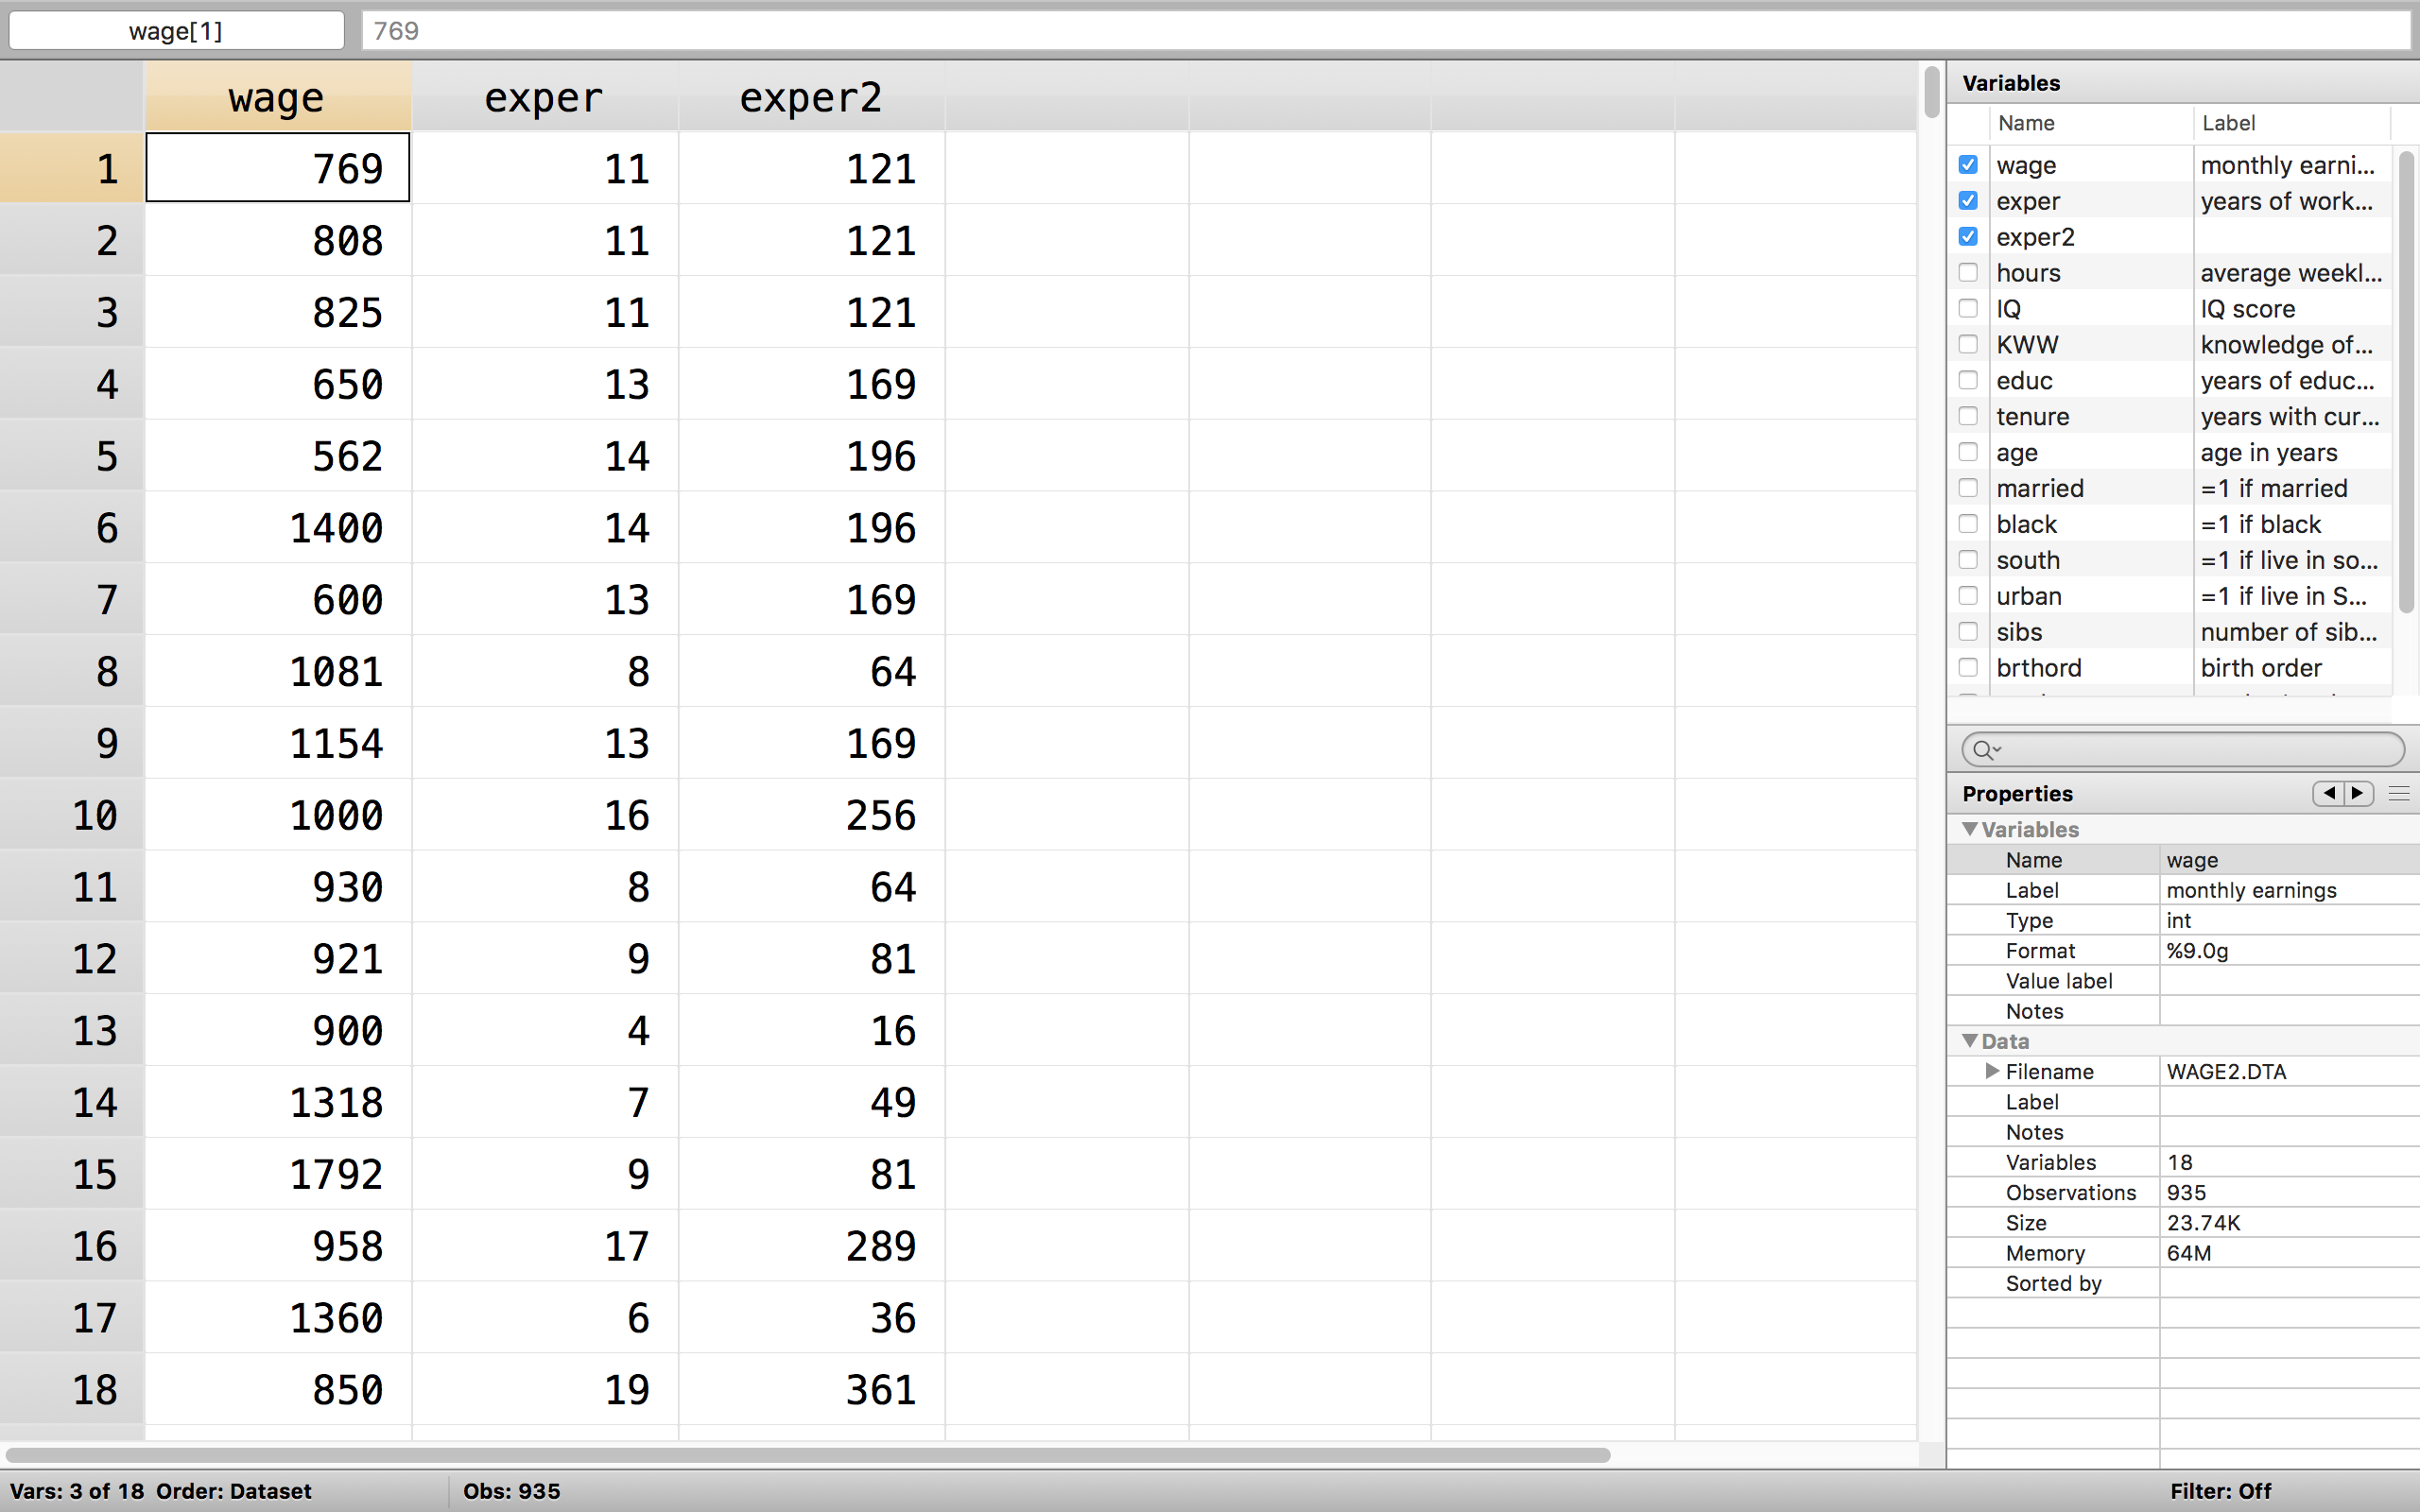 wage[1] 769
wage exper exper2
1 769 11 121
2 808 11 121
3 825 11 121
4 650 13 169
5 562 14 196
6 1400 14 196
7 600 13 169
8 1081 8 64
9 1154 13 169
10 1000 16 256
11 930 8 64
12 921 9 81
13 900 4 16
14 1318 7 49
15 1792 9 81
16 958 17 289
17 1360 6 36
18 850 19 361
Variables
Name Label
wage monthly earni...
exper years of work...
exper2
hours average weekl...
IQ IQ score
KWW knowledge of...
educ years of educ...
tenure years with cur...
age age in years
married =1 if married
black =1 if black
south =1 if live in so...
urban =1 if live in S...
sibs number of sib...
brthord birth order
Properties
Variables
Name wage
Label monthly earnings
Type int
Format %9.0g
Value label
Notes
Data
Filename WAGE2.DTA
Label
Notes
Variables 18
Observations 935
Size 23.74K
Memory 64M
Sorted by
Vars: 3 of 18 Order: Dataset Obs: 935 Filter: Off